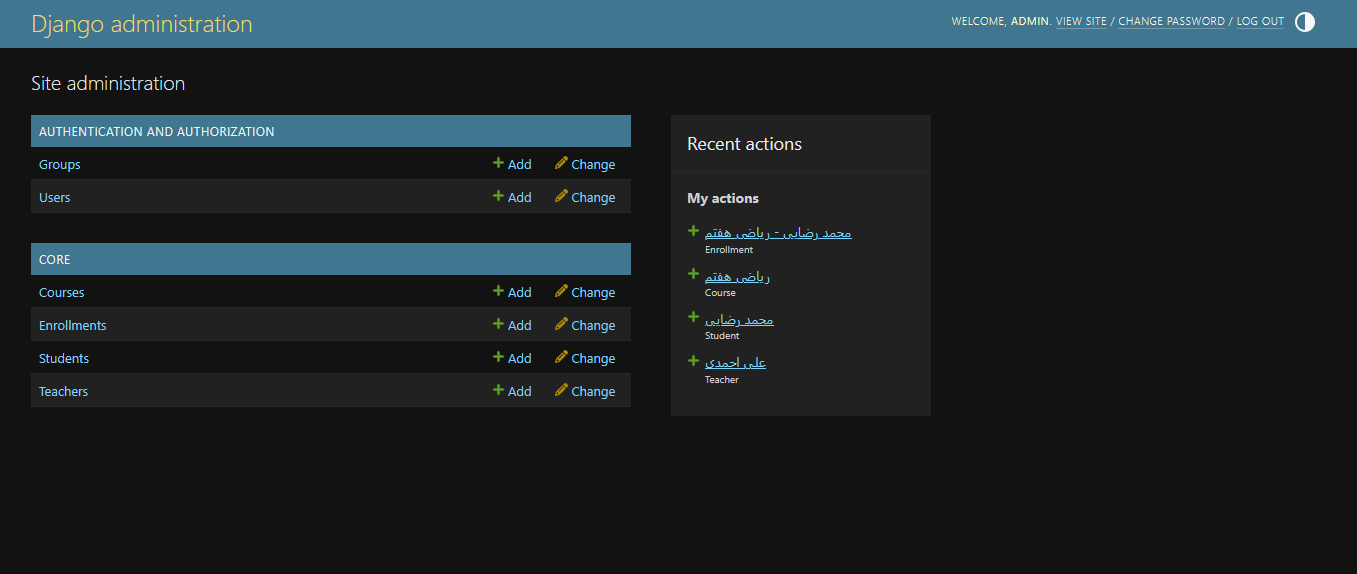 Django administration
WELCOME, ADMIN. VIEW SITE / CHANGE PASSWORD / LOG OUT
Site administration
AUTHENTICATION AND AUTHORIZATION
Groups Add Change
Users Add Change
CORE
Courses Add Change
Enrollments Add Change
Students Add Change
Teachers Add Change
Recent actions
My actions
محمد رضایی - ریاضی هفتم
Enrollment
ریاضی هفتم
Course
محمد رضایی
Student
علی احمدی
Teacher